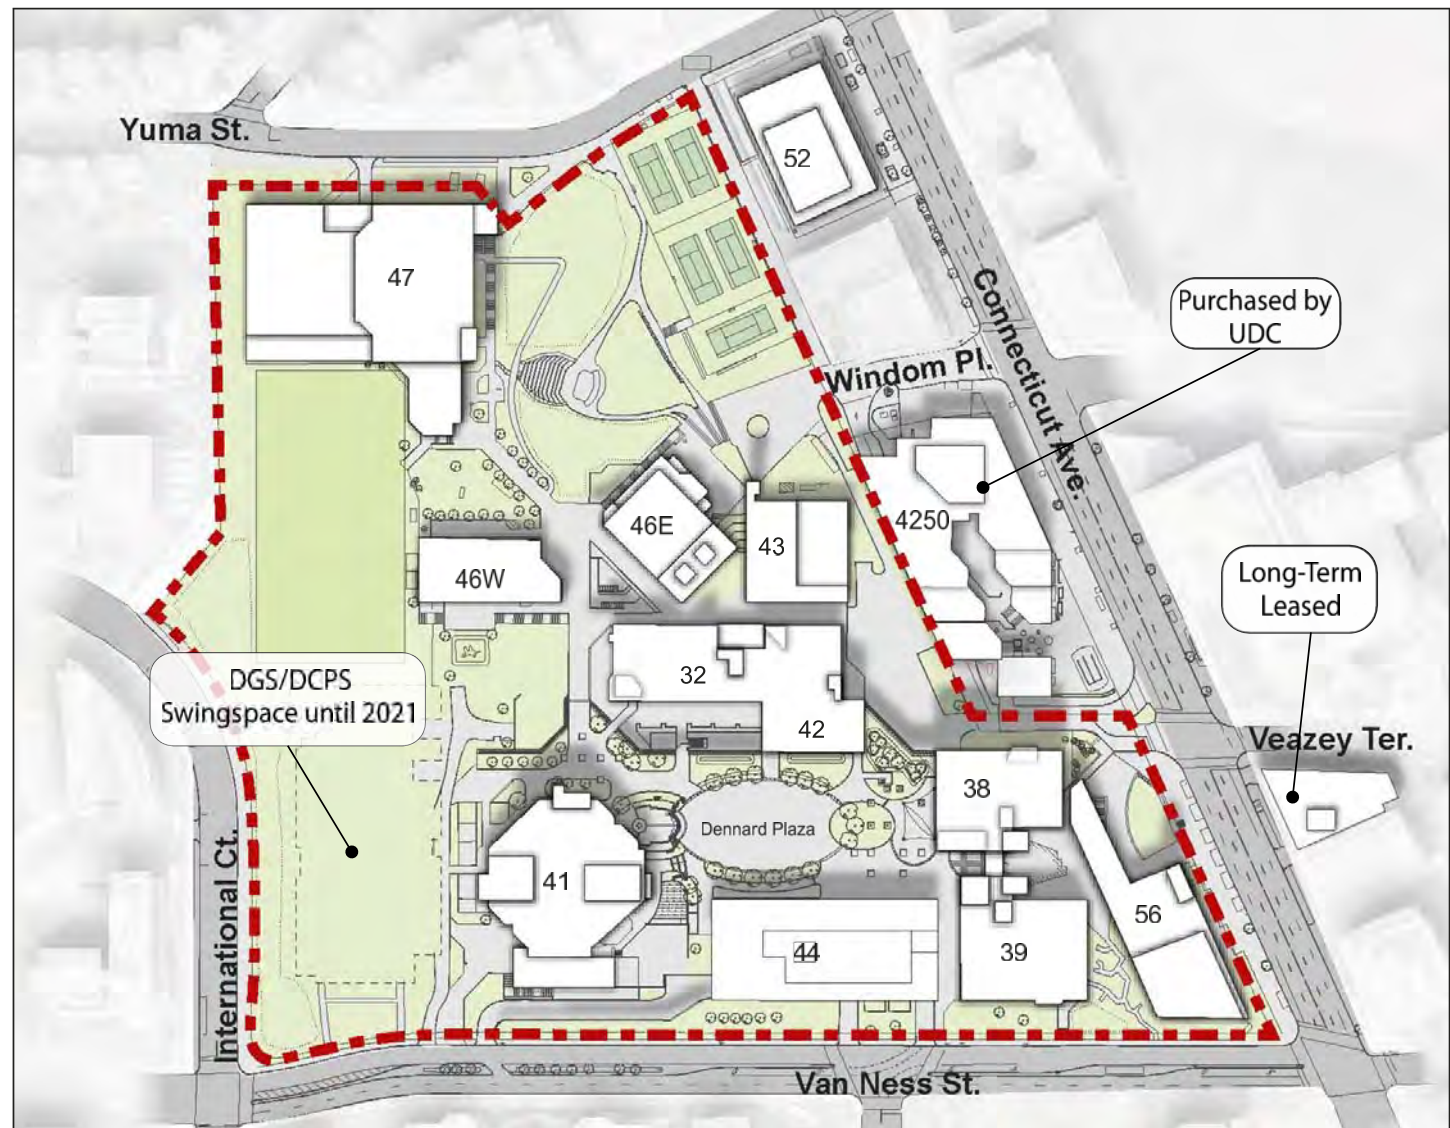 Yuma St.
52
47
Connecticut Ave.
Purchased by
UDC
Windom Pl.
4250
46E
43
46W
Long-Term
Leased
32
42
DGS/DCPS
Swingspace until 2021
Veazey Ter.
38
Dennard Plaza
41
56
44
39
International Ct.
Van Ness St.